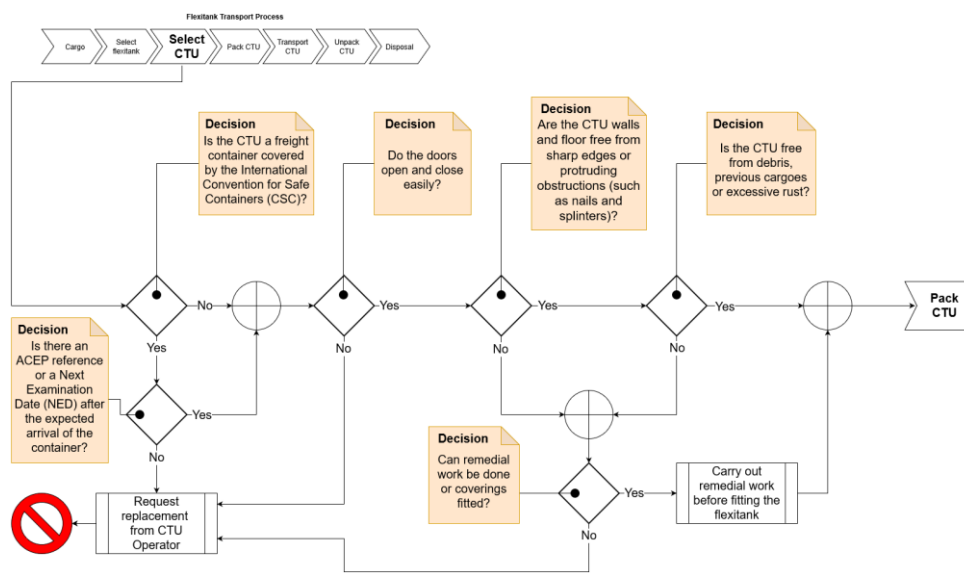 Flexitank Transport Process
Cargo
Select
flexitank
Select
CTU
Pack CTU
Transport
CTU
Unpack
CTU
Disposal
Decision
Is the CTU a freight
container covered
by the International
Convention for Safe
Containers (CSC)?
Decision
Do the doors
open and close
easily?
Decision
Are the CTU walls
and floor free from
sharp edges or
protruding
obstructions (such
as nails and
splinters)?
Decision
Is the CTU free
from debris,
previous cargoes
or excessive rust?
No
Yes
Yes
Yes
Pack
CTU
Yes
No
No
No
Decision
Is there an
ACEP reference
or a Next
Examination
Date (NED) after
the expected
arrival of the
container?
Yes
No
Decision
Can remedial
work be done
or coverings
fitted?
Yes
No
Carry out
remedial work
before fitting the
flexitank
Request
replacement
from CTU
Operator